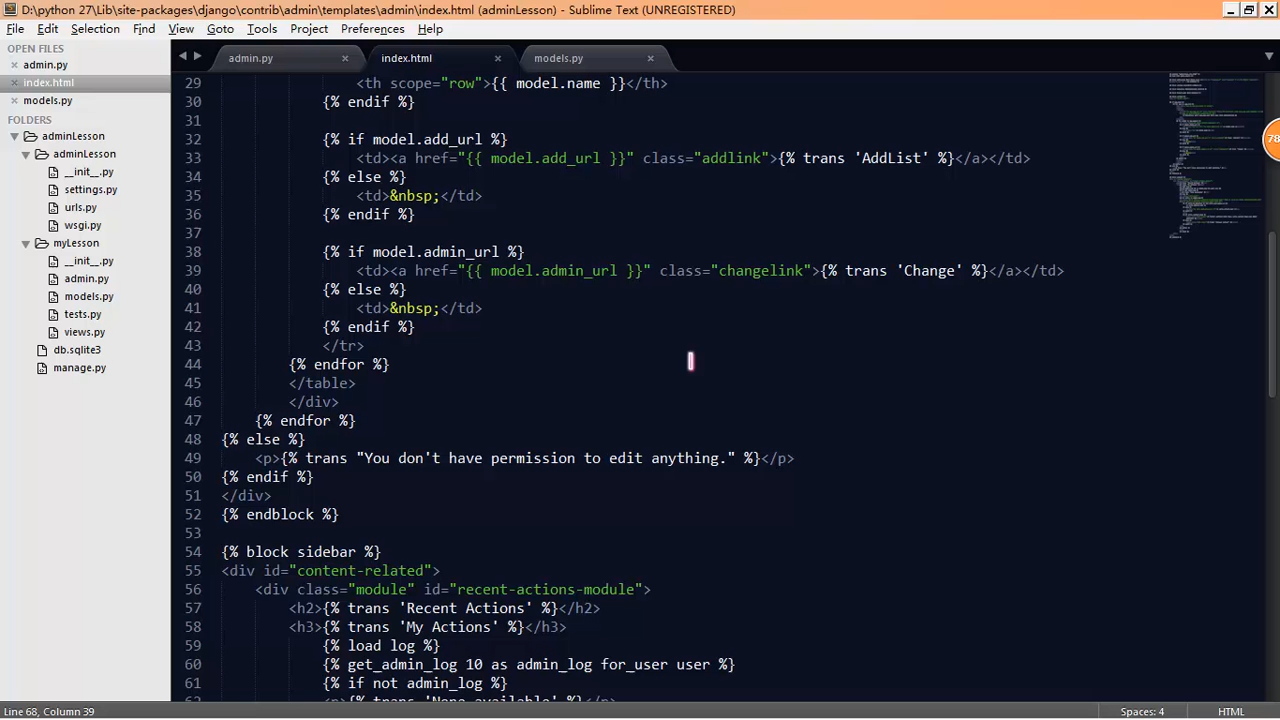 D:\python 27\Lib\site-packages\django\contrib\admin\templates\admin\index.html (adminLesson) - Sublime Text (UNREGISTERED)
File Edit Selection Find View Goto Tools Project Preferences Help
OPEN FILES
admin.py
index.html
models.py
FOLDERS
adminLesson
adminLesson
__init__.py
settings.py
urls.py
wsgi.py
myLesson
__init__.py
admin.py
models.py
tests.py
views.py
db.sqlite3
manage.py
admin.py index.html models.py
29 <th scope="row">{{ model.name }}</th>
30 {% endif %}
31
32 {% if model.add_url %}
33 <td><a href="{{ model.add_url }}" class="addlink">{% trans 'AddList' %}</a></td>
34 {% else %}
35 <td>&nbsp;</td>
36 {% endif %}
37
38 {% if model.admin_url %}
39 <td><a href="{{ model.admin_url }}" class="changelink">{% trans 'Change' %}</a></td>
40 {% else %}
41 <td>&nbsp;</td>
42 {% endif %}
43 </tr>
44 {% endfor %}
45 </table>
46 </div>
47 {% endfor %}
48 {% else %}
49 <p>{% trans "You don't have permission to edit anything." %}</p>
50 {% endif %}
51 </div>
52 {% endblock %}
53
54 {% block sidebar %}
55 <div id="content-related">
56 <div class="module" id="recent-actions-module">
57 <h2>{% trans 'Recent Actions' %}</h2>
58 <h3>{% trans 'My Actions' %}</h3>
59 {% load log %}
60 {% get_admin_log 10 as admin_log for_user user %}
61 {% if not admin_log %}
62 <p>{% trans 'None available' %}</p>
78
Line 68, Column 39
Spaces: 4
HTML